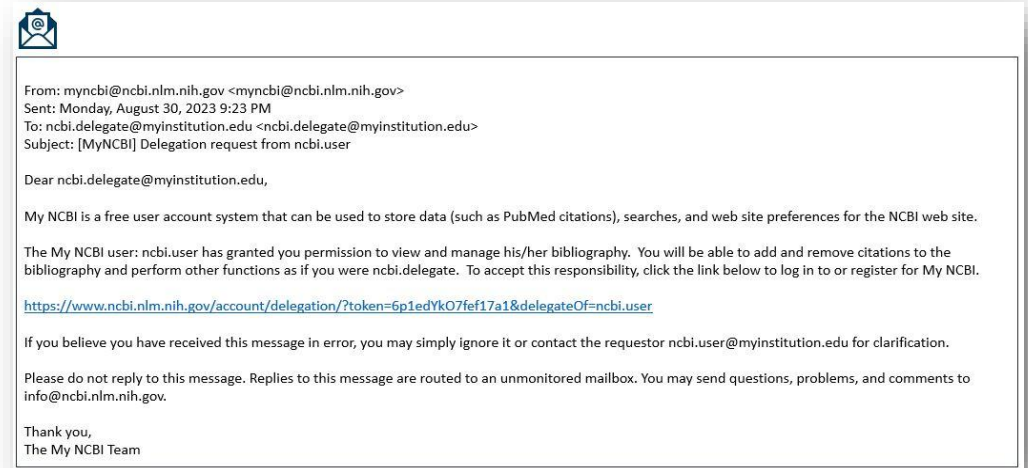 From: myncbi@ncbi.nlm.nih.gov <myncbi@ncbi.nlm.nih.gov>
Sent: Monday, August 30, 2023 9:23 PM
To: ncbi.delegate@myinstitution.edu <ncbi.delegate@myinstitution.edu>
Subject: [MyNCBI] Delegation request from ncbi.user
Dear ncbi.delegate@myinstitution.edu,
My NCBI is a free user account system that can be used to store data (such as PubMed citations), searches, and web site preferences for the NCBI web site.
The My NCBI user: ncbi.user has granted you permission to view and manage his/her bibliography.  You will be able to add and remove citations to the
bibliography and perform other functions as if you were ncbi.delegate.  To accept this responsibility, click the link below to log in to or register for My NCBI.
https://www.ncbi.nlm.nih.gov/account/delegation/?token=6p1edYkO7fef17a1&delegateOf=ncbi.user
If you believe you have received this message in error, you may simply ignore it or contact the requestor ncbi.user@myinstitution.edu for clarification.
Please do not reply to this message. Replies to this message are routed to an unmonitored mailbox. You may send questions, problems, and comments to
info@ncbi.nlm.nih.gov.
Thank you,
The My NCBI Team